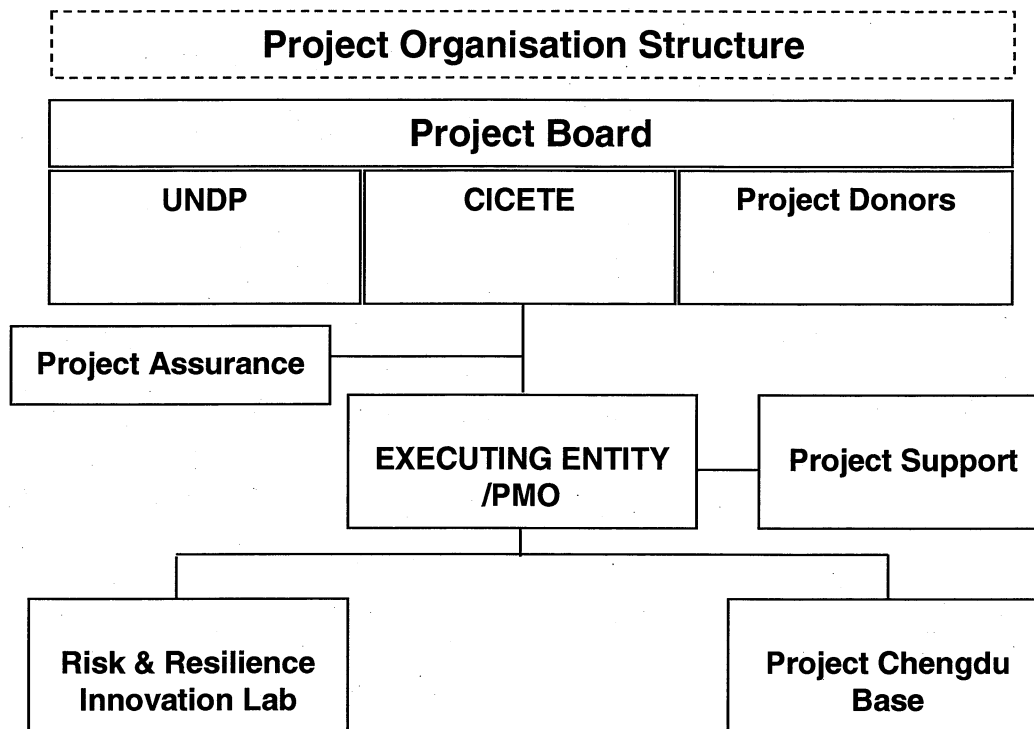 Project Organisation Structure
Project Board
UNDP
CICETE
Project Donors
Project Assurance
EXECUTING ENTITY
/PMO
Project Support
Risk & Resilience
Innovation Lab
Project Chengdu
Base